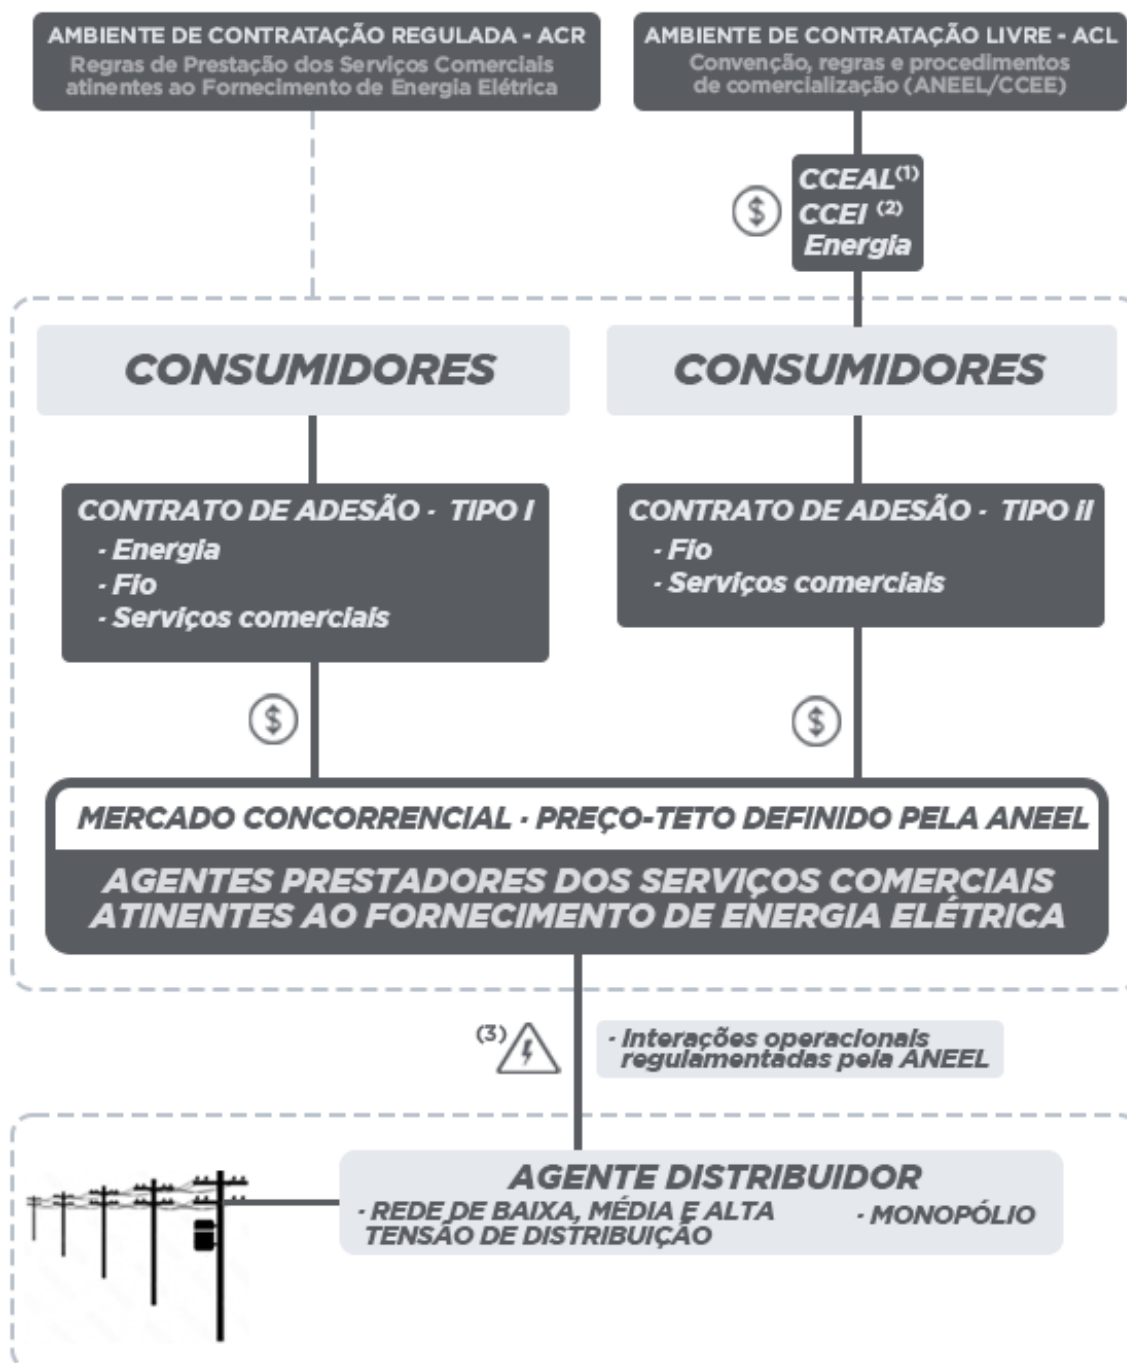 AMBIENTE DE CONTRATAÇÃO REGULADA - ACR
Regras de Prestação dos Serviços Comerciais
atinentes ao Fornecimento de Energia Elétrica
AMBIENTE DE CONTRATAÇÃO LIVRE - ACL
Convenção, regras e procedimentos
de comercialização (ANEEL/CCEE)
$
CCEAL(1)
CCEI (2)
Energia
CONSUMIDORES
CONSUMIDORES
CONTRATO DE ADESÃO - TIPO I
- Energia
- Fio
- Serviços comerciais
CONTRATO DE ADESÃO - TIPO iI
- Fio
- Serviços comerciais
$
$
MERCADO CONCORRENCIAL - PREÇO-TETO DEFINIDO PELA ANEEL
AGENTES PRESTADORES DOS SERVIÇOS COMERCIAIS
ATINENTES AO FORNECIMENTO DE ENERGIA ELÉTRICA
(3)
- Interações operacionais
regulamentadas pela ANEEL
AGENTE DISTRIBUIDOR
- REDE DE BAIXA, MÉDIA E ALTA
TENSÃO DE DISTRIBUIÇÃO
- MONOPÓLIO